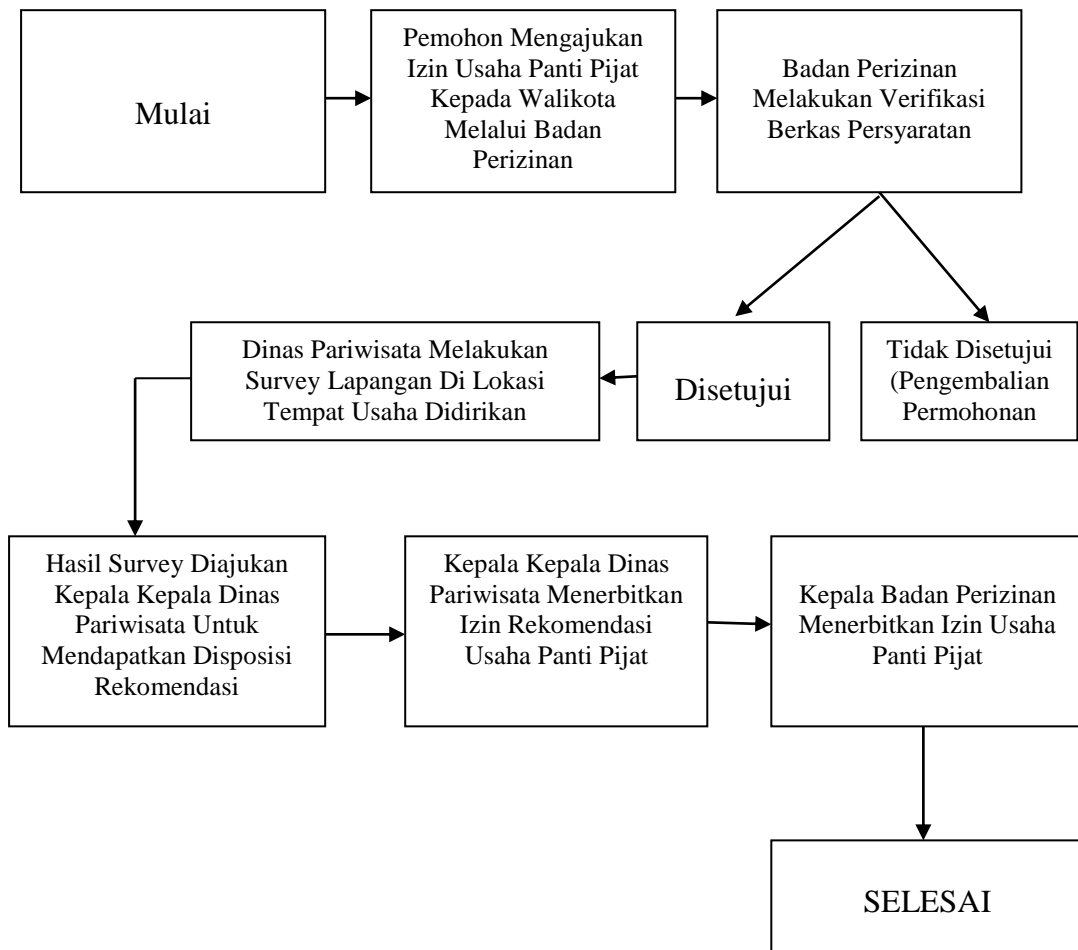 Mulai
Pemohon Mengajukan
Izin Usaha Panti Pijat
Kepada Walikota
Melalui Badan
Perizinan
Badan Perizinan
Melakukan Verifikasi
Berkas Persyaratan
Dinas Pariwisata Melakukan
Survey Lapangan Di Lokasi
Tempat Usaha Didirikan
Disetujui
Tidak Disetujui
(Pengembalian
Permohonan
Hasil Survey Diajukan
Kepala Kepala Dinas
Pariwisata Untuk
Mendapatkan Disposisi
Rekomendasi
Kepala Kepala Dinas
Pariwisata Menerbitkan
Izin Rekomendasi
Usaha Panti Pijat
Kepala Badan Perizinan
Menerbitkan Izin Usaha
Panti Pijat
SELESAI